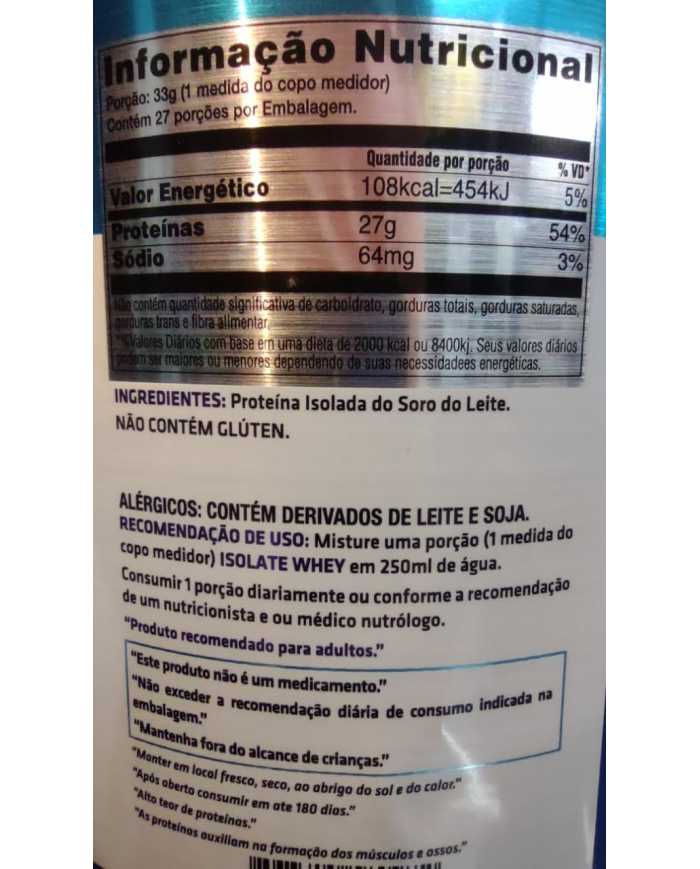 Informação Nutricional
Porção: 33g (1 medida do copo medidor)
Contém 27 porções por Embalagem.
Quantidade por porção % VD*
Valor Energético 108kcal=454kJ 5%
Proteínas 27g 54%
Sódio 64mg 3%
Não contém quantidade significativa de carboidrato, gorduras totais, gorduras saturadas,
gorduras trans e fibra alimentar.
*%Valores Diários com base em uma dieta de 2000 kcal ou 8400kj. Seus valores diários
podem ser maiores ou menores dependendo de suas necessidadees energéticas.
INGREDIENTES: Proteína Isolada do Soro do Leite.
NÃO CONTÉM GLÚTEN.
ALÉRGICOS: CONTÉM DERIVADOS DE LEITE E SOJA.
RECOMENDAÇÃO DE USO: Misture uma porção (1 medida do
copo medidor) ISOLATE WHEY em 250ml de água.
Consumir 1 porção diariamente ou conforme a recomendação
de um nutricionista e ou médico nutrólogo.
"Produto recomendado para adultos."
"Este produto não é um medicamento."
"Não exceder a recomendação diária de consumo indicada na
embalagem."
"Mantenha fora do alcance de crianças."
"Manter em local fresco, seco, ao abrigo do sol e do calor."
"Após aberto consumir em ate 180 dias."
"Alto teor de proteínas."
"As proteínas auxiliam na formação dos músculos e ossos."